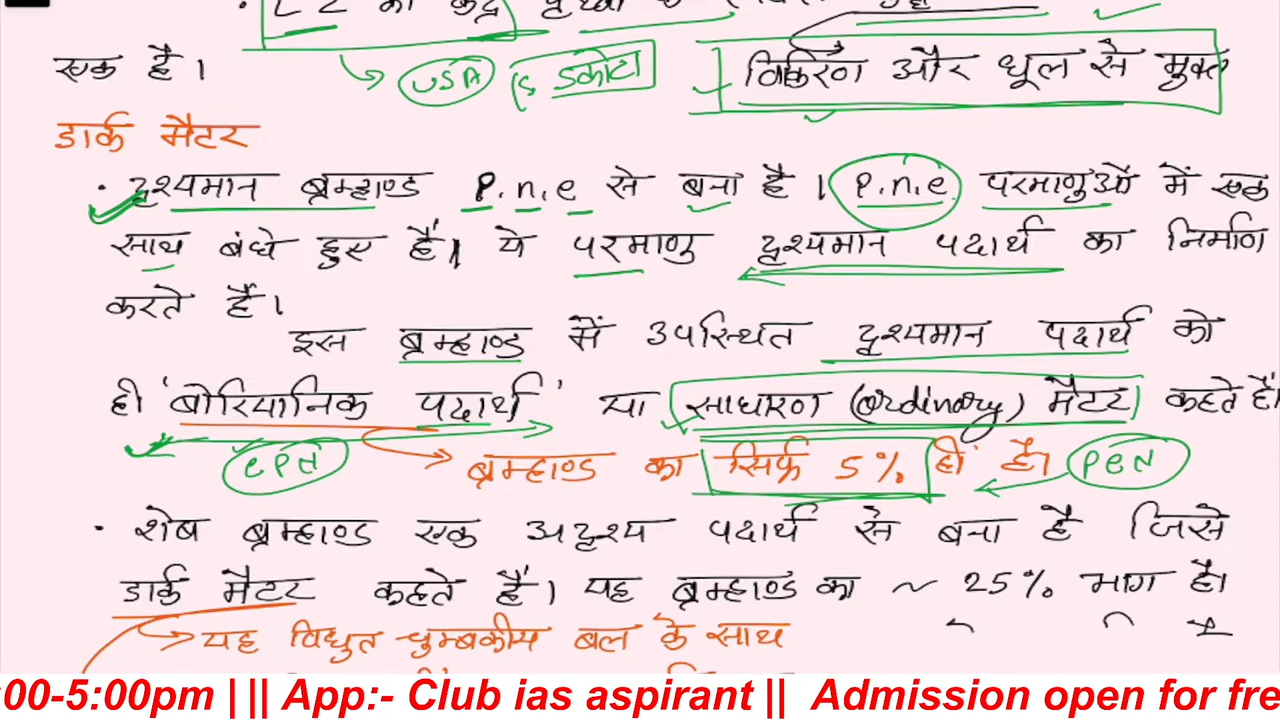 LZ का केंद्र
एक है।
USA S डकोटा
विकिरण और धूल से मुक्त
डार्क मैटर
• दृश्यमान ब्रम्हाण्ड P.n.e से बना है। P.n.e परमाणुओं में एक
साथ बंधे हुए हैं। ये परमाणु दृश्यमान पदार्थ का निर्माण
करते हैं।
इस ब्रम्हाण्ड में उपस्थित दृश्यमान पदार्थ को
ही 'बोरियानिक पदार्थ' या साधारण (ordinary) मैटर कहते हैं।
EPN ब्रम्हाण्ड का सिर्फ 5% ही है। PEN
• शेष ब्रम्हाण्ड एक अदृश्य पदार्थ से बना है जिसे
डार्क मैटर कहते हैं। यह ब्रम्हाण्ड का ~ 25% भाग है।
यह विधुत चुम्बकीय बल के साथ
:00-5:00pm | || App:- Club ias aspirant || Admission open for fre